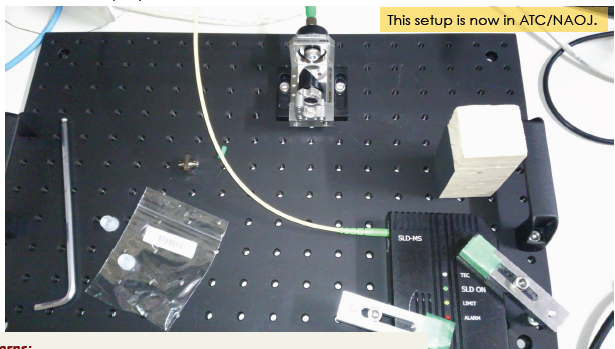 This setup is now in ATC/NAOJ.
SLD-MS
TEC
SLD ON
LIMIT
ALARM